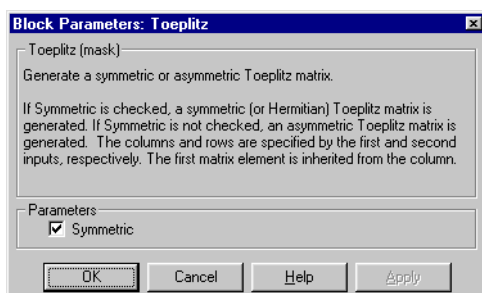 Block Parameters: Toeplitz
Toeplitz (mask)
Generate a symmetric or asymmetric Toeplitz matrix.
If Symmetric is checked, a symmetric (or Hermitian) Toeplitz matrix is
generated. If Symmetric is not checked, an asymmetric Toeplitz matrix is
generated. The columns and rows are specified by the first and second
inputs, respectively. The first matrix element is inherited from the column.
Parameters
Symmetric
OK Cancel Help Apply